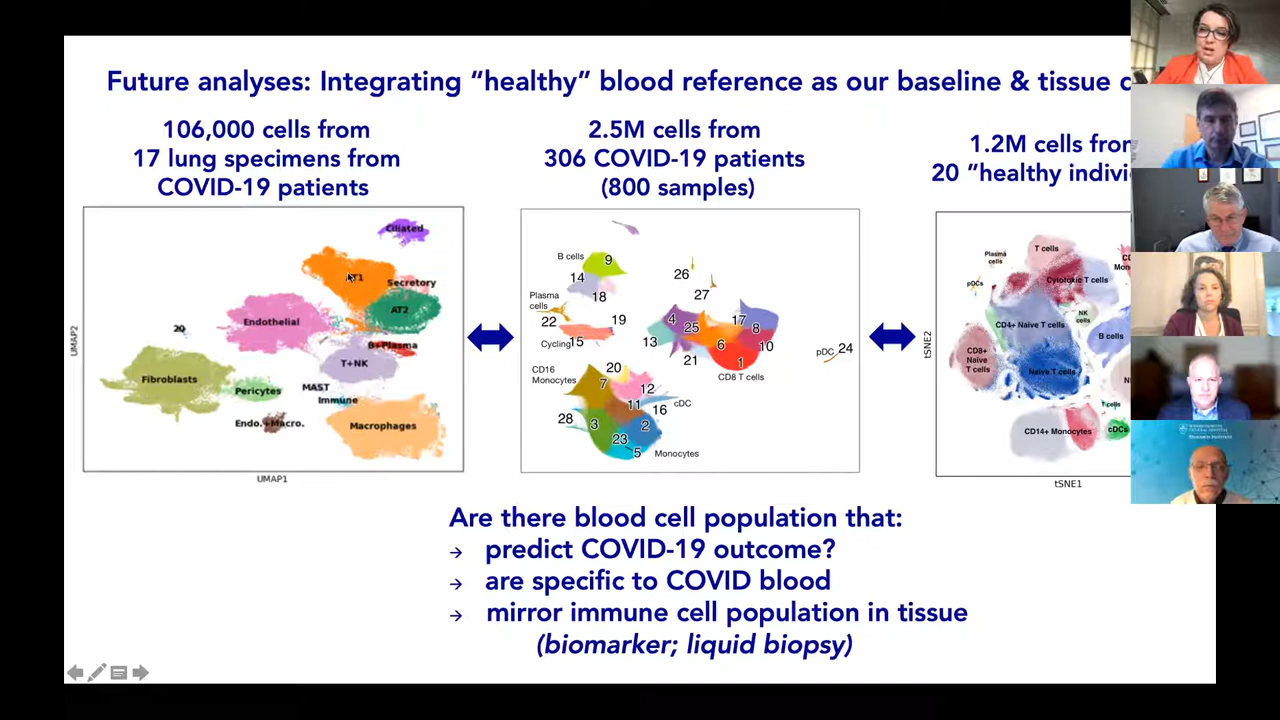 Future analyses: Integrating “healthy” blood reference as our baseline & tissue
106,000 cells from
17 lung specimens from
COVID-19 patients
2.5M cells from
306 COVID-19 patients
(800 samples)
1.2M cells from
20 ”healthy
UMAP2
Ciliated
AT1
Secretory
AT2
Endothelial
20
B+Plasma
T+NK
Fibroblasts
Pericytes
MAST
Immune
Endo.+Macro.
Macrophages
UMAP1
B cells
9
14
18
Plasma
cells
22
19
Cycling
15
26
27
4
25
17
8
13
6
10
21
1
CD8 T cells
pDC
24
CD16
Monocytes
20
7
12
cDC
11
16
28
3
2
23
5
Monocytes
tSNE2
T cells
Plasma
cells
pDCs
Cytotoxic T cells
NK
cells
CD4+ Naive T cells
B cells
CD8+
Naive
T cells
Naive T cells
T cells
CD14+ Monocytes
cDCs
tSNE1
Are there blood cell population that:
→ predict COVID-19 outcome?
→ are specific to COVID blood
→ mirror immune cell population in tissue
(biomarker; liquid biopsy)